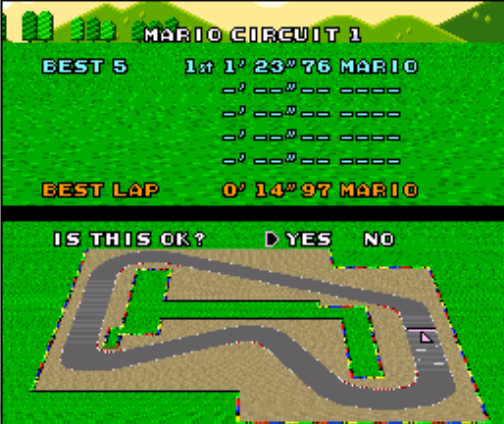 MARIO CIRCUIT 1
BEST 5 1st 1' 23"76 MARIO
-' --"-- ----
-' --"-- ----
-' --"-- ----
-' --"-- ----
BEST LAP 0' 14"97 MARIO
IS THIS OK? YES NO